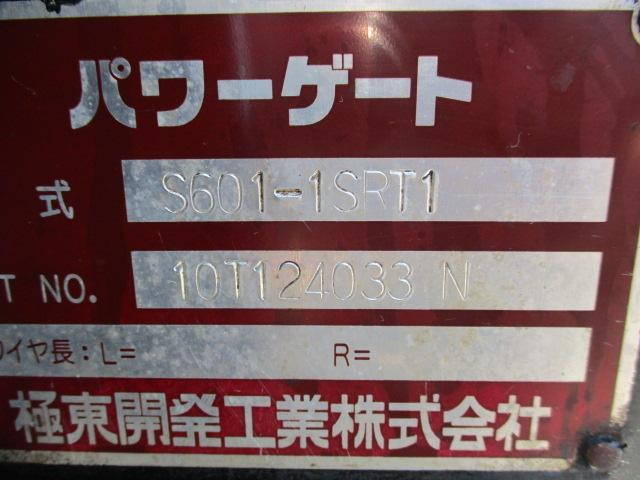 パワーゲート
式 S601-1SRT1
T NO. 10T124033 N
ワイヤ長:L= R=
極東開発工業株式会社